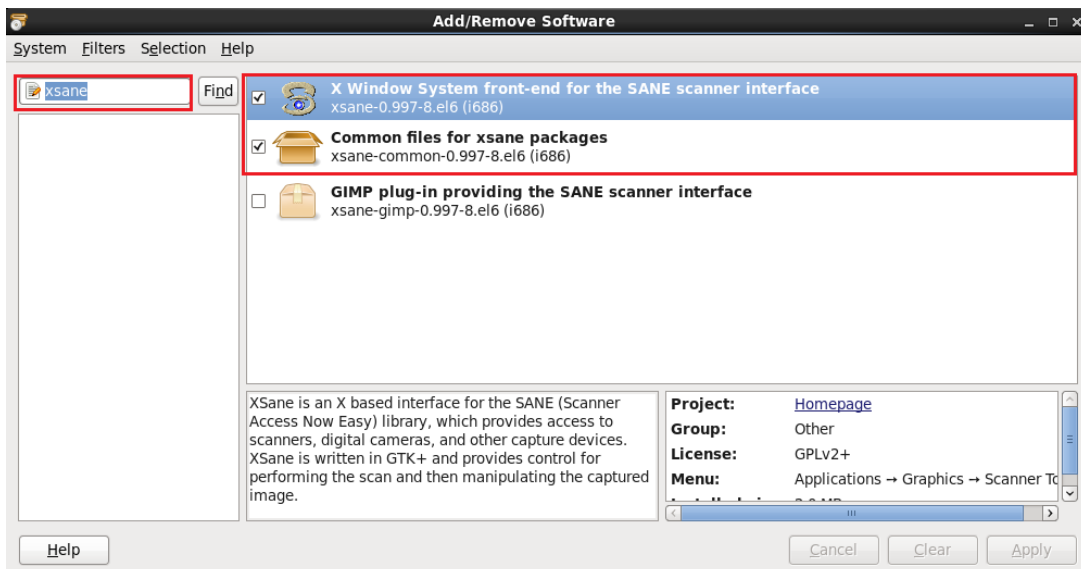 Add/Remove Software
System Filters Selection Help
xsane
Find
X Window System front-end for the SANE scanner interface
xsane-0.997-8.el6 (i686)
Common files for xsane packages
xsane-common-0.997-8.el6 (i686)
GIMP plug-in providing the SANE scanner interface
xsane-gimp-0.997-8.el6 (i686)
XSane is an X based interface for the SANE (Scanner
Access Now Easy) library, which provides access to
scanners, digital cameras, and other capture devices.
XSane is written in GTK+ and provides control for
performing the scan and then manipulating the captured
image.
Project: Homepage
Group: Other
License: GPLv2+
Menu: Applications → Graphics → Scanner
Help
Cancel
Clear
Apply